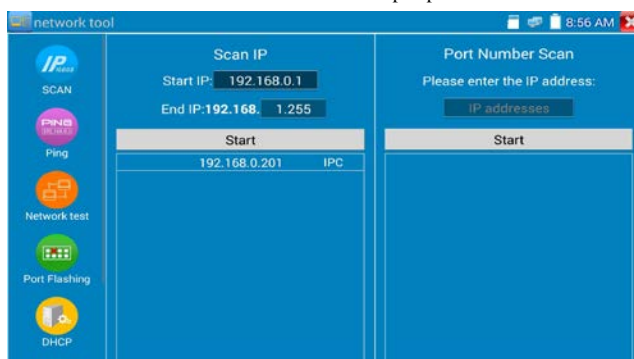 network tool
8:56 AM
IP
SCAN
PING
Ping
Network test
Port Flashing
DHCP
Scan IP
Start IP: 192.168.0.1
End IP:192.168. 1.255
Start
192.168.0.201 IPC
Port Number Scan
Please enter the IP address:
IP addresses
Start